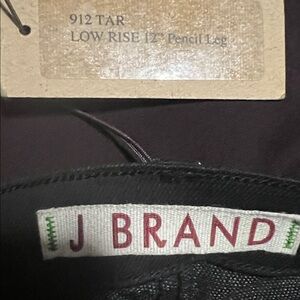 912 TAR
LOW RISE 12" Pencil Leg
J BRAND